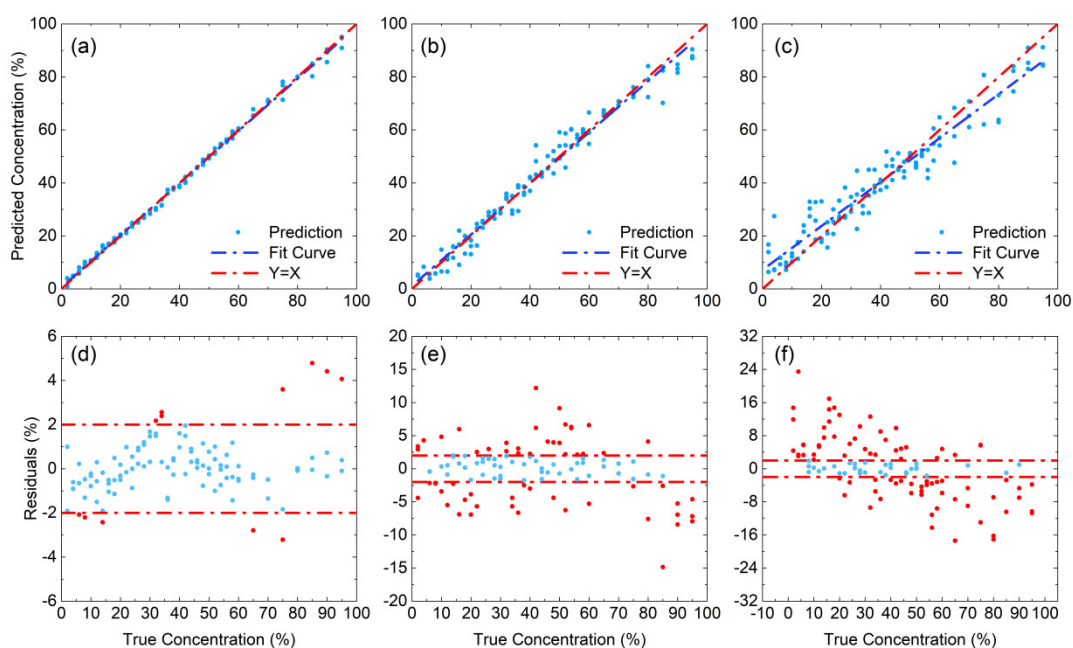 Predicted Concentration (%)
100
80
60
40
20
0
(a)
Prediction
Fit Curve
Y=X
0 20 40 60 80 100
100
80
60
40
20
0
(b)
Prediction
Fit Curve
Y=X
0 20 40 60 80 100
100
80
60
40
20
0
(c)
Prediction
Fit Curve
Y=X
0 20 40 60 80 100
Residuals (%)
6
4
2
0
-2
-4
-6
(d)
0 10 20 30 40 50 60 70 80 90 100
True Concentration (%)
20
15
10
5
0
-5
-10
-15
-20
(e)
0 10 20 30 40 50 60 70 80 90 100
True Concentration (%)
32
24
16
8
0
-8
-16
-24
-32
(f)
-10 0 10 20 30 40 50 60 70 80 90 100
True Concentration (%)